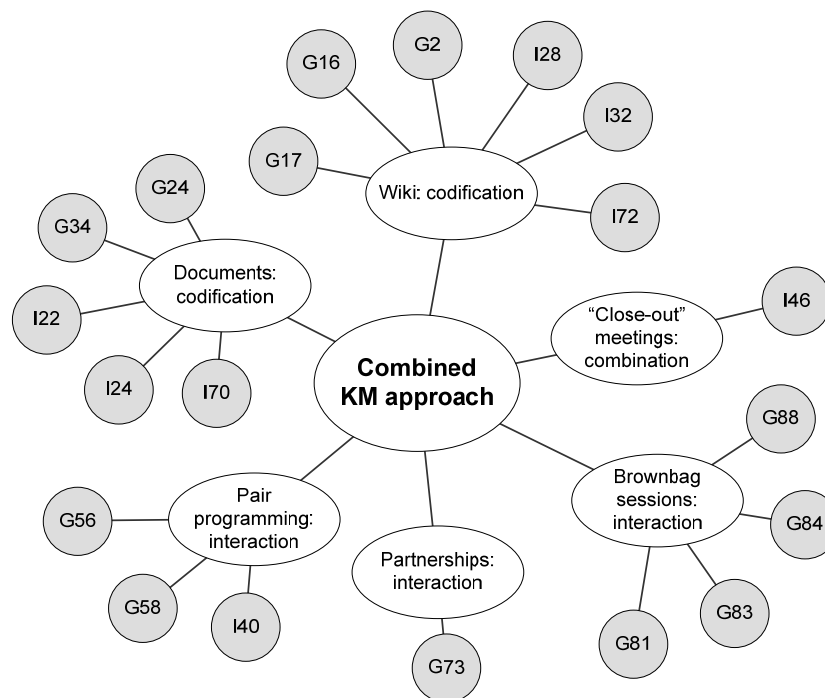 G16
G2
I28
I32
G17
Wiki: codification
I72
G24
G34
Documents:
codification
I22
I24
I70
I46
“Close-out”
meetings:
combination
Combined
KM approach
G88
Brownbag
sessions:
interaction
G84
G83
G81
Pair
programming:
interaction
G56
G58
I40
Partnerships:
interaction
G73